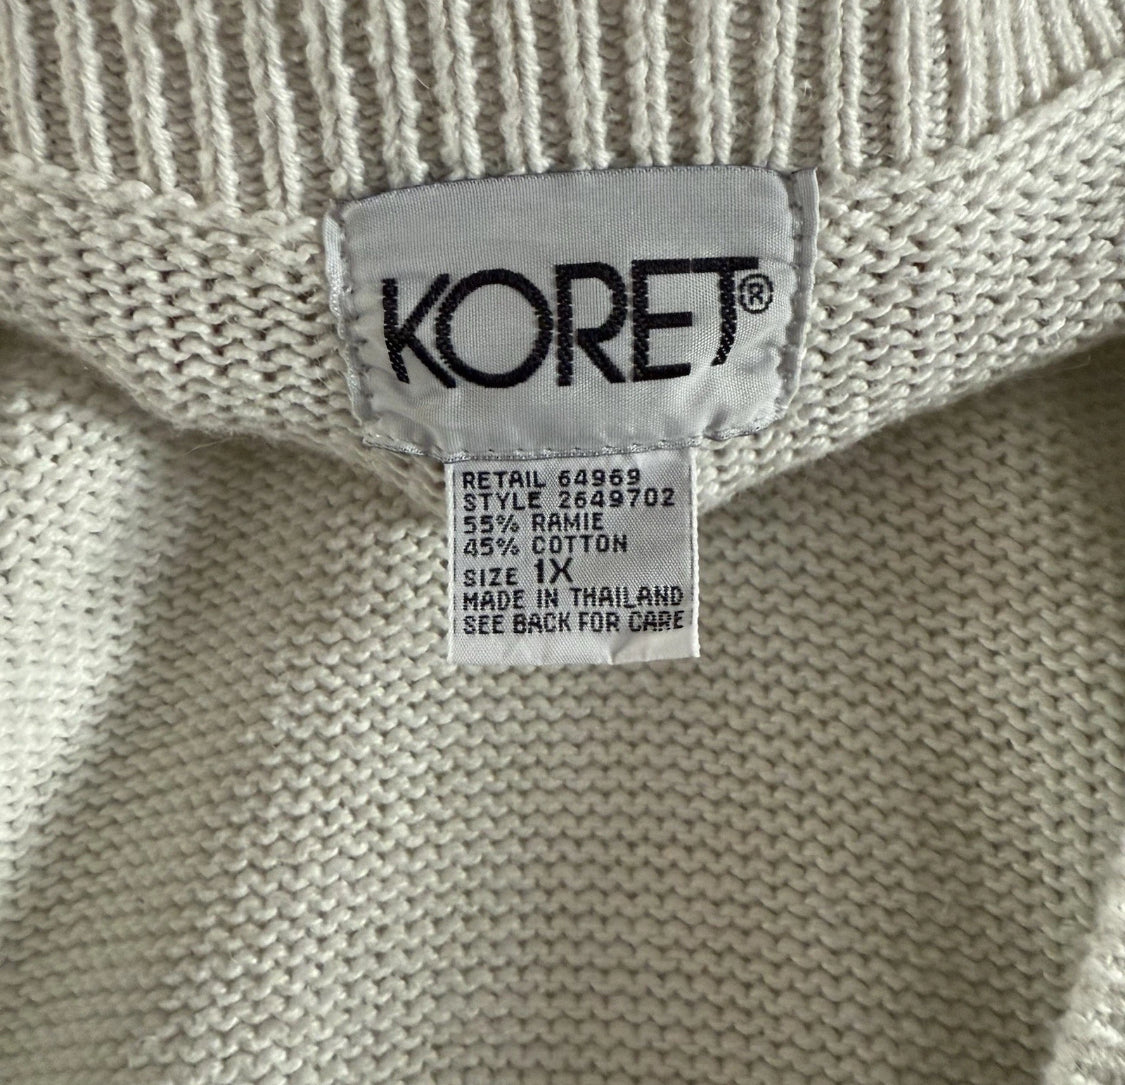 KORET®
RETAIL 64969
STYLE 2649702
55% RAMIE
45% COTTON
SIZE 1X
MADE IN THAILAND
SEE BACK FOR CARE